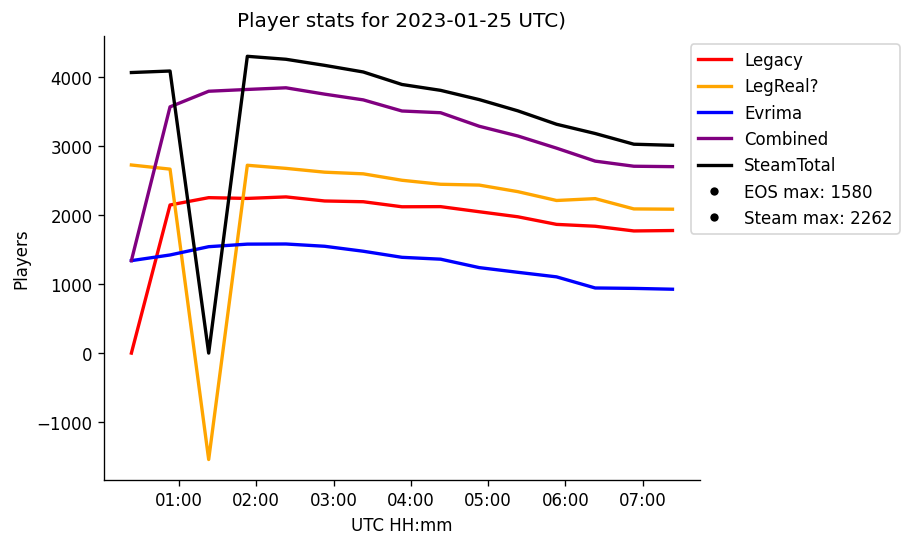 Player stats for 2023-01-25 UTC)
Legacy
LegReal?
Evrima
Combined
SteamTotal
EOS max: 1580
Steam max: 2262
Players
4000
3000
2000
1000
0
−1000
01:00 02:00 03:00 04:00 05:00 06:00 07:00
UTC HH:mm